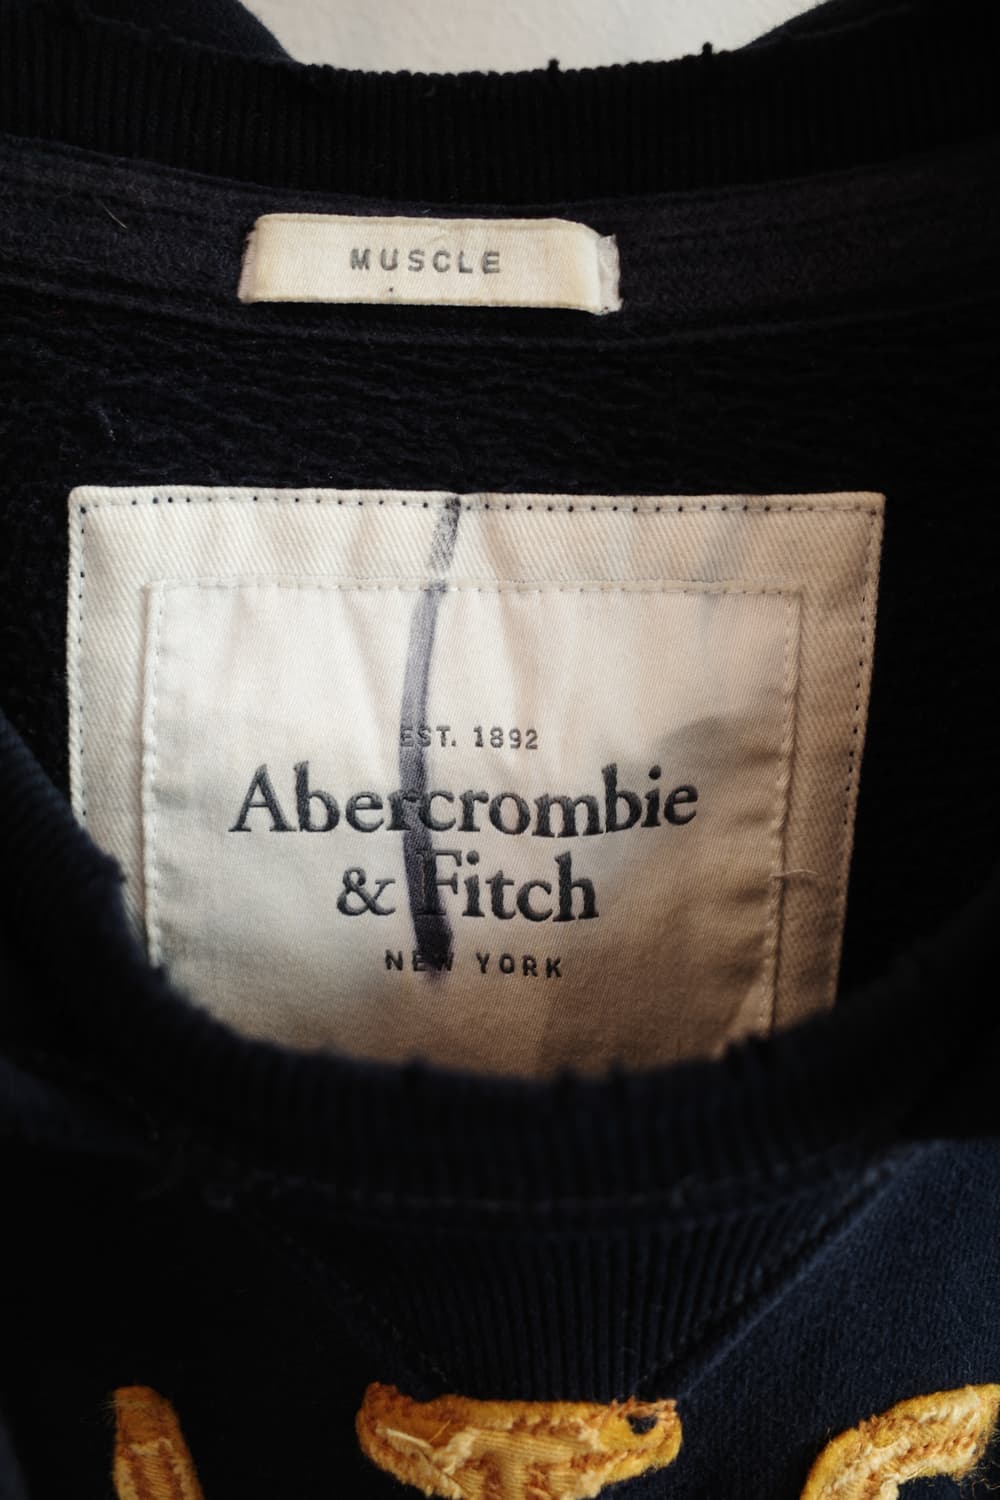 MUSCLE
EST. 1892
Abercrombie
& Fitch
NEW YORK